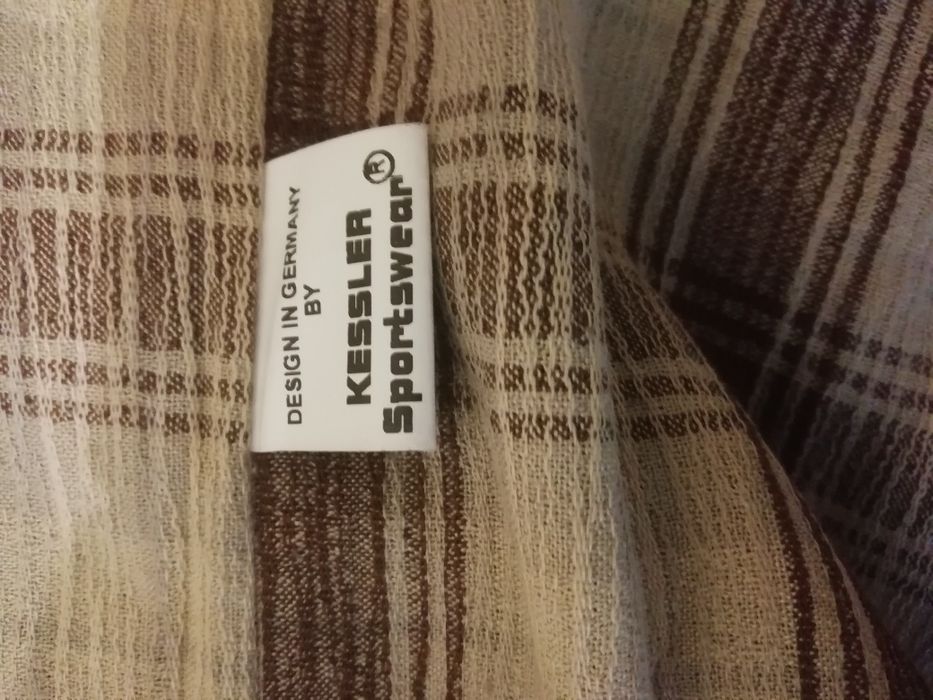 DESIGN IN GERMANY
BY
KESSLER
Sportswear®